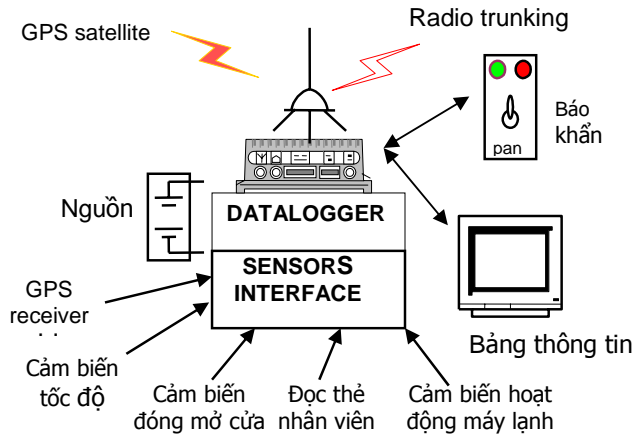 GPS satellite
Radio trunking
Báo
khẩn
pan
Nguồn
DATALOGGER
SENSORS
INTERFACE
GPS
receiver
Bảng thông tin
Cảm biến
tốc độ
Cảm biến
đóng mở cửa
Đọc thẻ
nhân viên
Cảm biến hoạt
động máy lạnh